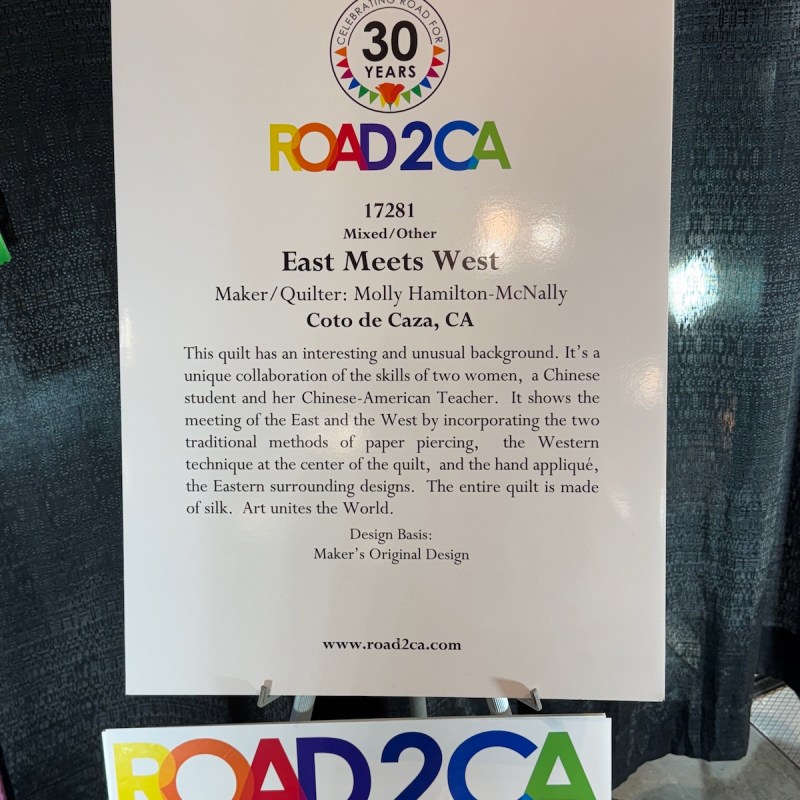 CELEBRATING ROAD FOR
30
YEARS
ROAD2CA
17281
Mixed/Other
East Meets West
Maker/Quilter: Molly Hamilton-McNally
Coto de Caza, CA
This quilt has an interesting and unusual background. It's a
unique collaboration of the skills of two women, a Chinese
student and her Chinese-American Teacher. It shows the
meeting of the East and the West by incorporating the two
traditional methods of paper piercing, the Western
technique at the center of the quilt, and the hand appliqué,
the Eastern surrounding designs. The entire quilt is made
of silk. Art unites the World.
Design Basis:
Maker's Original Design
www.road2ca.com
ROAD2CA